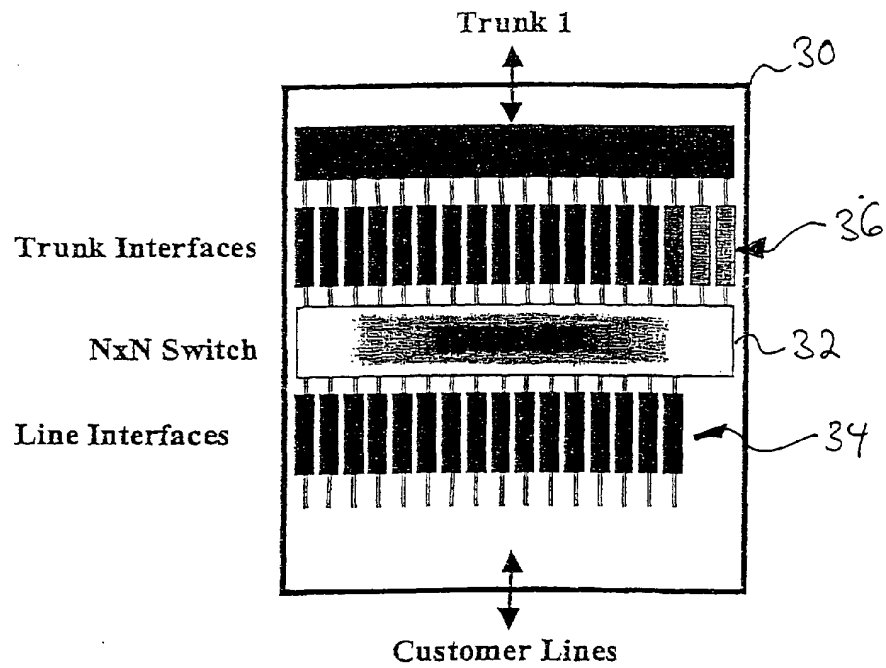 Trunk 1
30
Trunk Interfaces
36
NxN Switch
32
Line Interfaces
34
Customer Lines